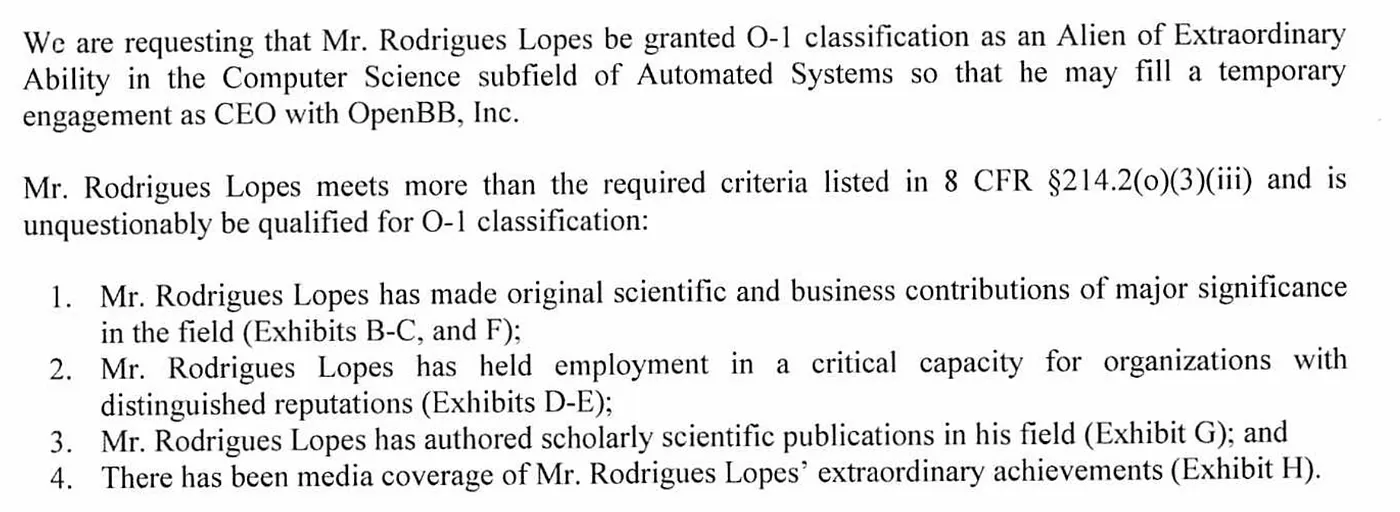 We are requesting that Mr. Rodrigues Lopes be granted O-1 classification as an Alien of Extraordinary
Ability in the Computer Science subfield of Automated Systems so that he may fill a temporary
engagement as CEO with OpenBB, Inc.
Mr. Rodrigues Lopes meets more than the required criteria listed in 8 CFR §214.2(o)(3)(iii) and is
unquestionably be qualified for O-1 classification:
1. Mr. Rodrigues Lopes has made original scientific and business contributions of major significance
in the field (Exhibits B-C, and F);
2. Mr. Rodrigues Lopes has held employment in a critical capacity for organizations with
distinguished reputations (Exhibits D-E);
3. Mr. Rodrigues Lopes has authored scholarly scientific publications in his field (Exhibit G); and
4. There has been media coverage of Mr. Rodrigues Lopes’ extraordinary achievements (Exhibit H).